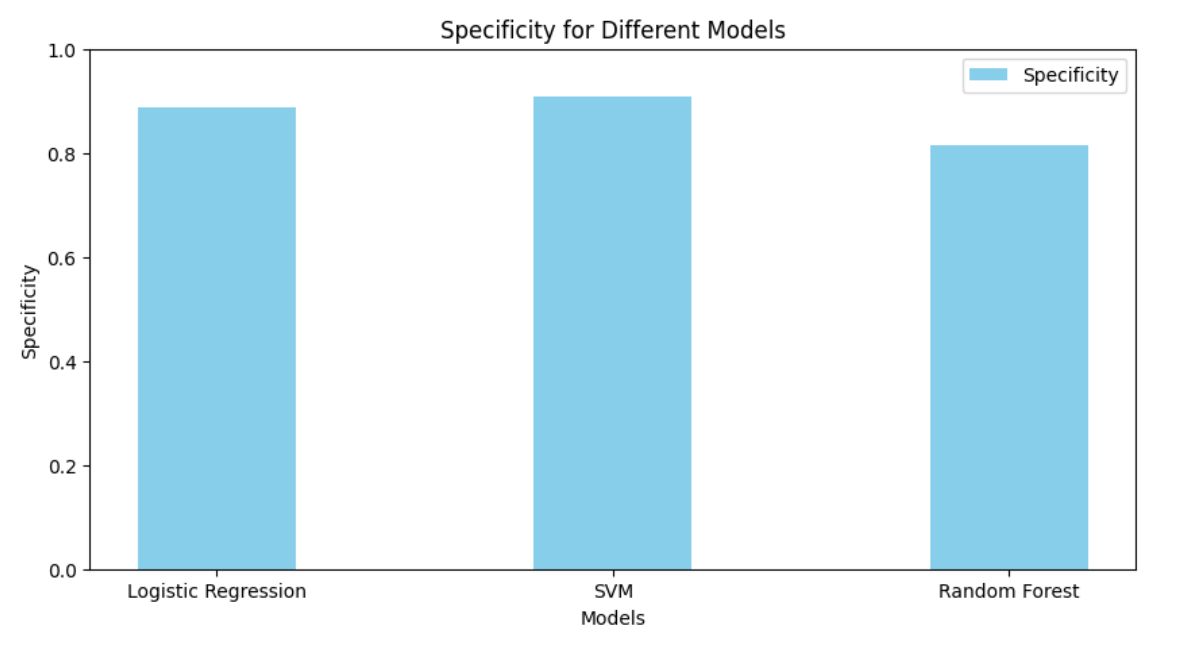 Specificity for Different Models
1.0
0.8
0.6
0.4
0.2
0.0
Specificity
Specificity
Logistic Regression
SVM
Random Forest
Models